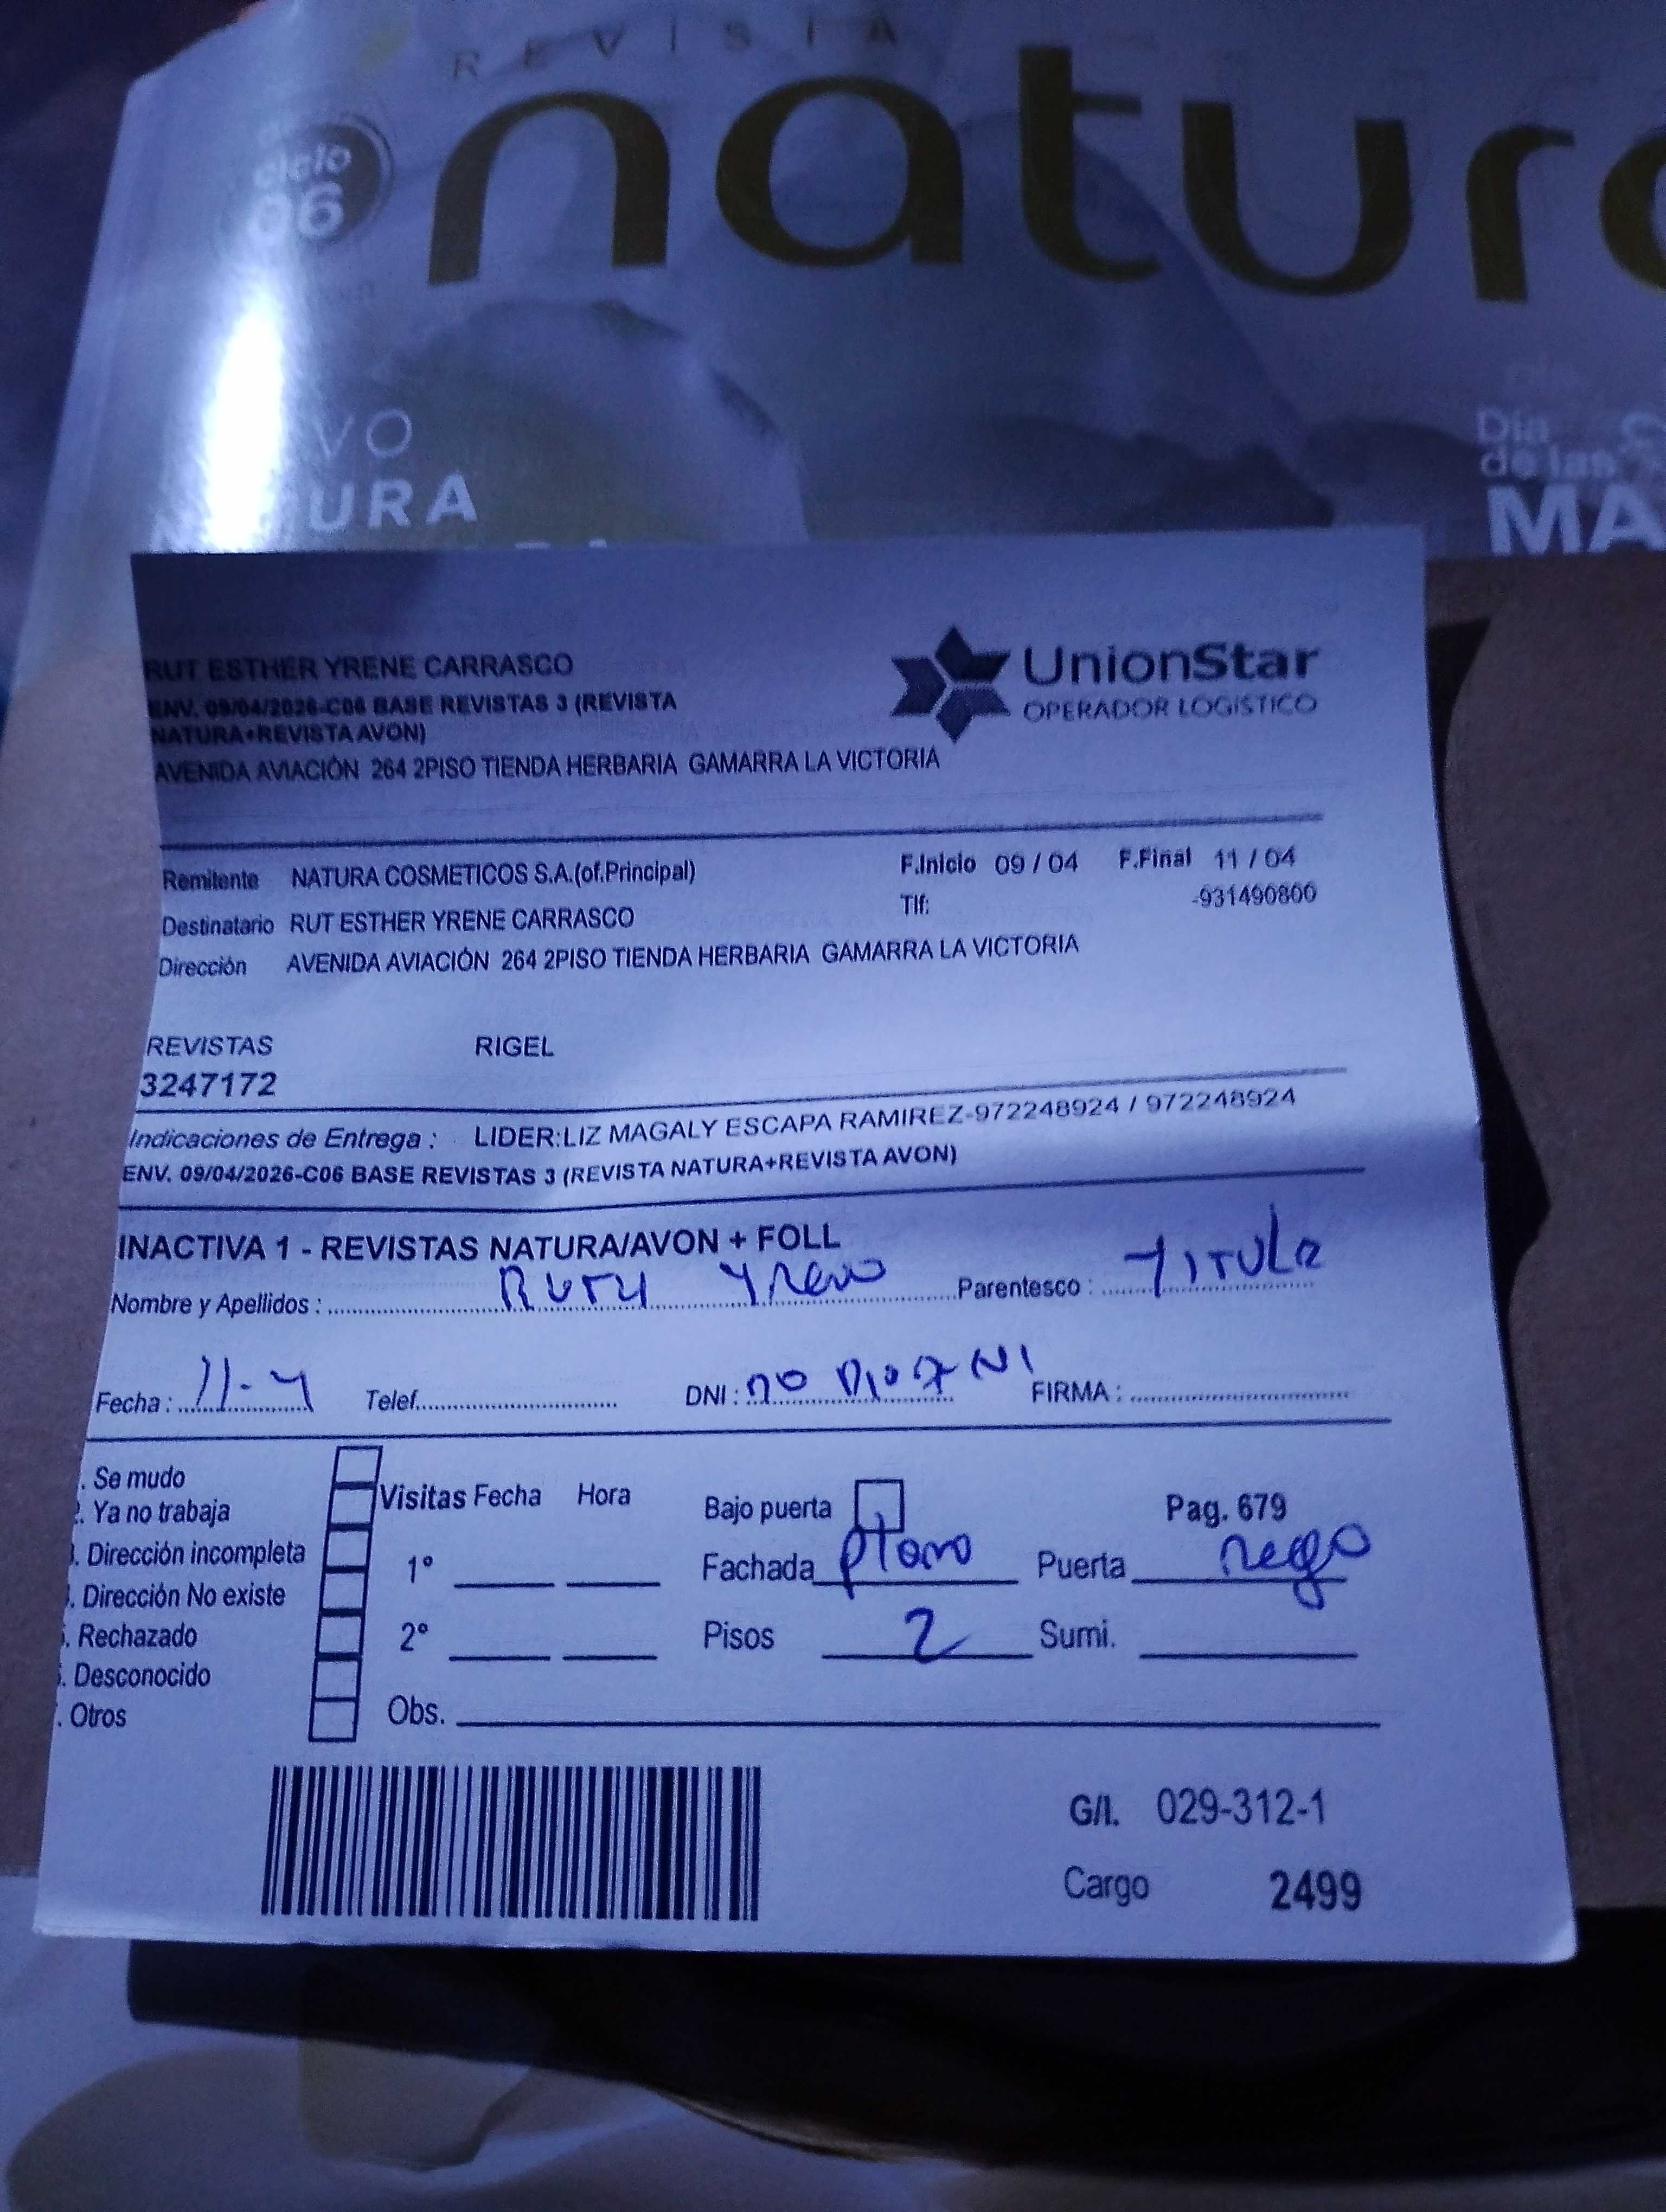 REVISTA
natura
ciclo
06
VO
URA
Día
de las
MA
RUT ESTHER YRENE CARRASCO
ENV. 09/04/2026-C06 BASE REVISTAS 3 (REVISTA
NATURA+REVISTA AVON)
AVENIDA AVIACIÓN 264 2PISO TIENDA HERBARIA GAMARRA LA VICTORIA
UnionStar
OPERADOR LOGÍSTICO
Remitente NATURA COSMETICOS S.A.(of.Principal) F.Inicio 09 / 04 F.Final 11 / 04
Destinatario RUT ESTHER YRENE CARRASCO Tlf: -931490800
Dirección AVENIDA AVIACIÓN 264 2PISO TIENDA HERBARIA GAMARRA LA VICTORIA
REVISTAS RIGEL
3247172
Indicaciones de Entrega : LIDER:LIZ MAGALY ESCAPA RAMIREZ-972248924 / 972248924
ENV. 09/04/2026-C06 BASE REVISTAS 3 (REVISTA NATURA+REVISTA AVON)
INACTIVA 1 - REVISTAS NATURA/AVON + FOLL
Nombre y Apellidos : Ruth Parentesco :
Fecha : 11-4 Telef. DNI : no FIRMA :
. Se mudo
. Ya no trabaja
. Dirección incompleta
. Dirección No existe
. Rechazado
. Desconocido
. Otros
Visitas Fecha Hora
1°
2°
Obs.
Bajo puerta Pag. 679
Fachada Puerta
Pisos 2 Sumi.
G/I. 029-312-1
Cargo 2499